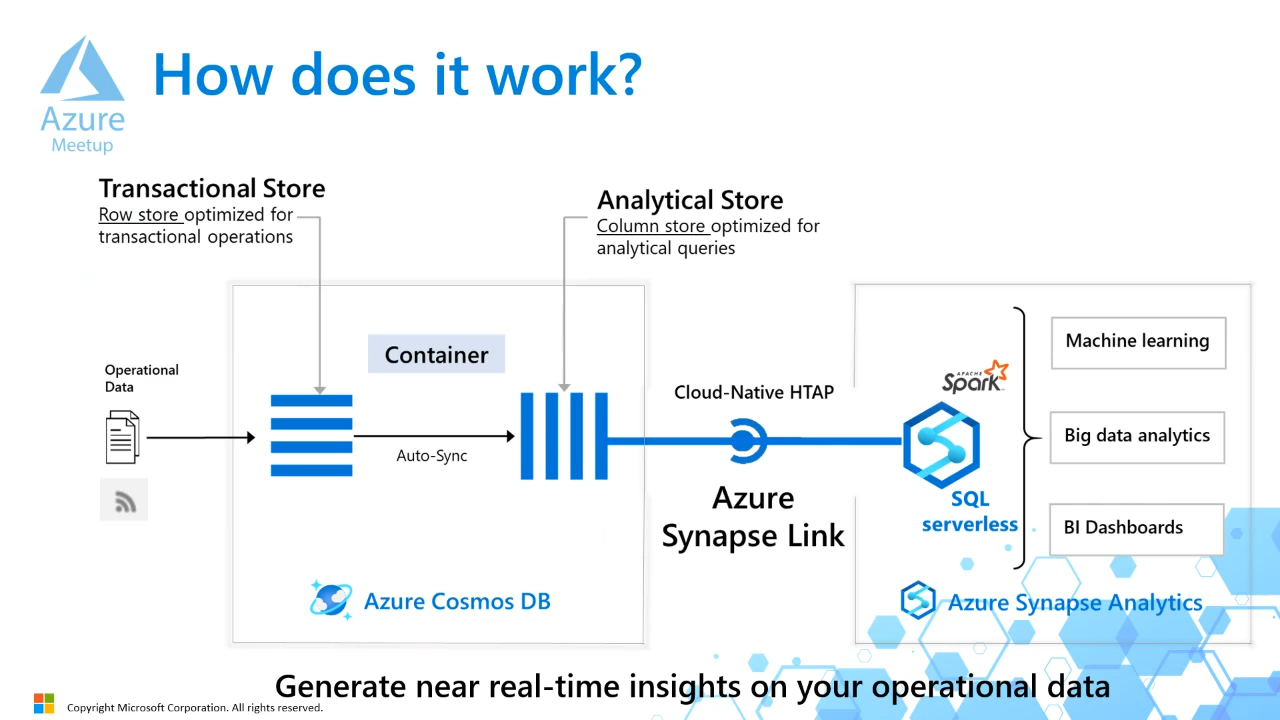 How does it work?
Azure
Meetup
Transactional Store
Row store optimized for
transactional operations
Analytical Store
Column store optimized for
analytical queries
Operational
Data
Container
Auto-Sync
Cloud-Native HTAP
Azure
Synapse Link
APACHE
Spark
SQL
serverless
Machine learning
Big data analytics
BI Dashboards
Azure Cosmos DB
Azure Synapse Analytics
Generate near real-time insights on your operational data
Copyright Microsoft Corporation. All rights reserved.